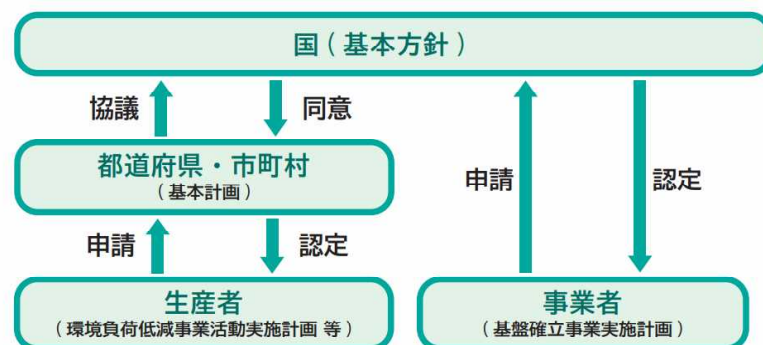 国（基本方針）
協議
同意
都道府県・市町村
（基本計画）
申請
認定
申請
認定
生産者
（環境負荷低減事業活動実施計画 等）
事業者
（基盤確立事業実施計画）